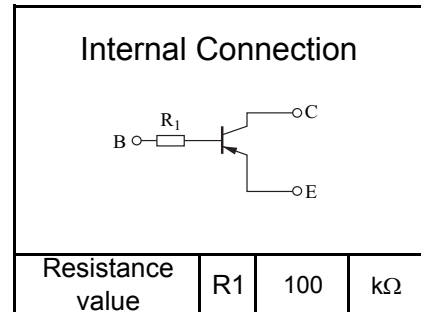 Internal Connection
C
R1
B
E
Resistance value R1 100 kΩ